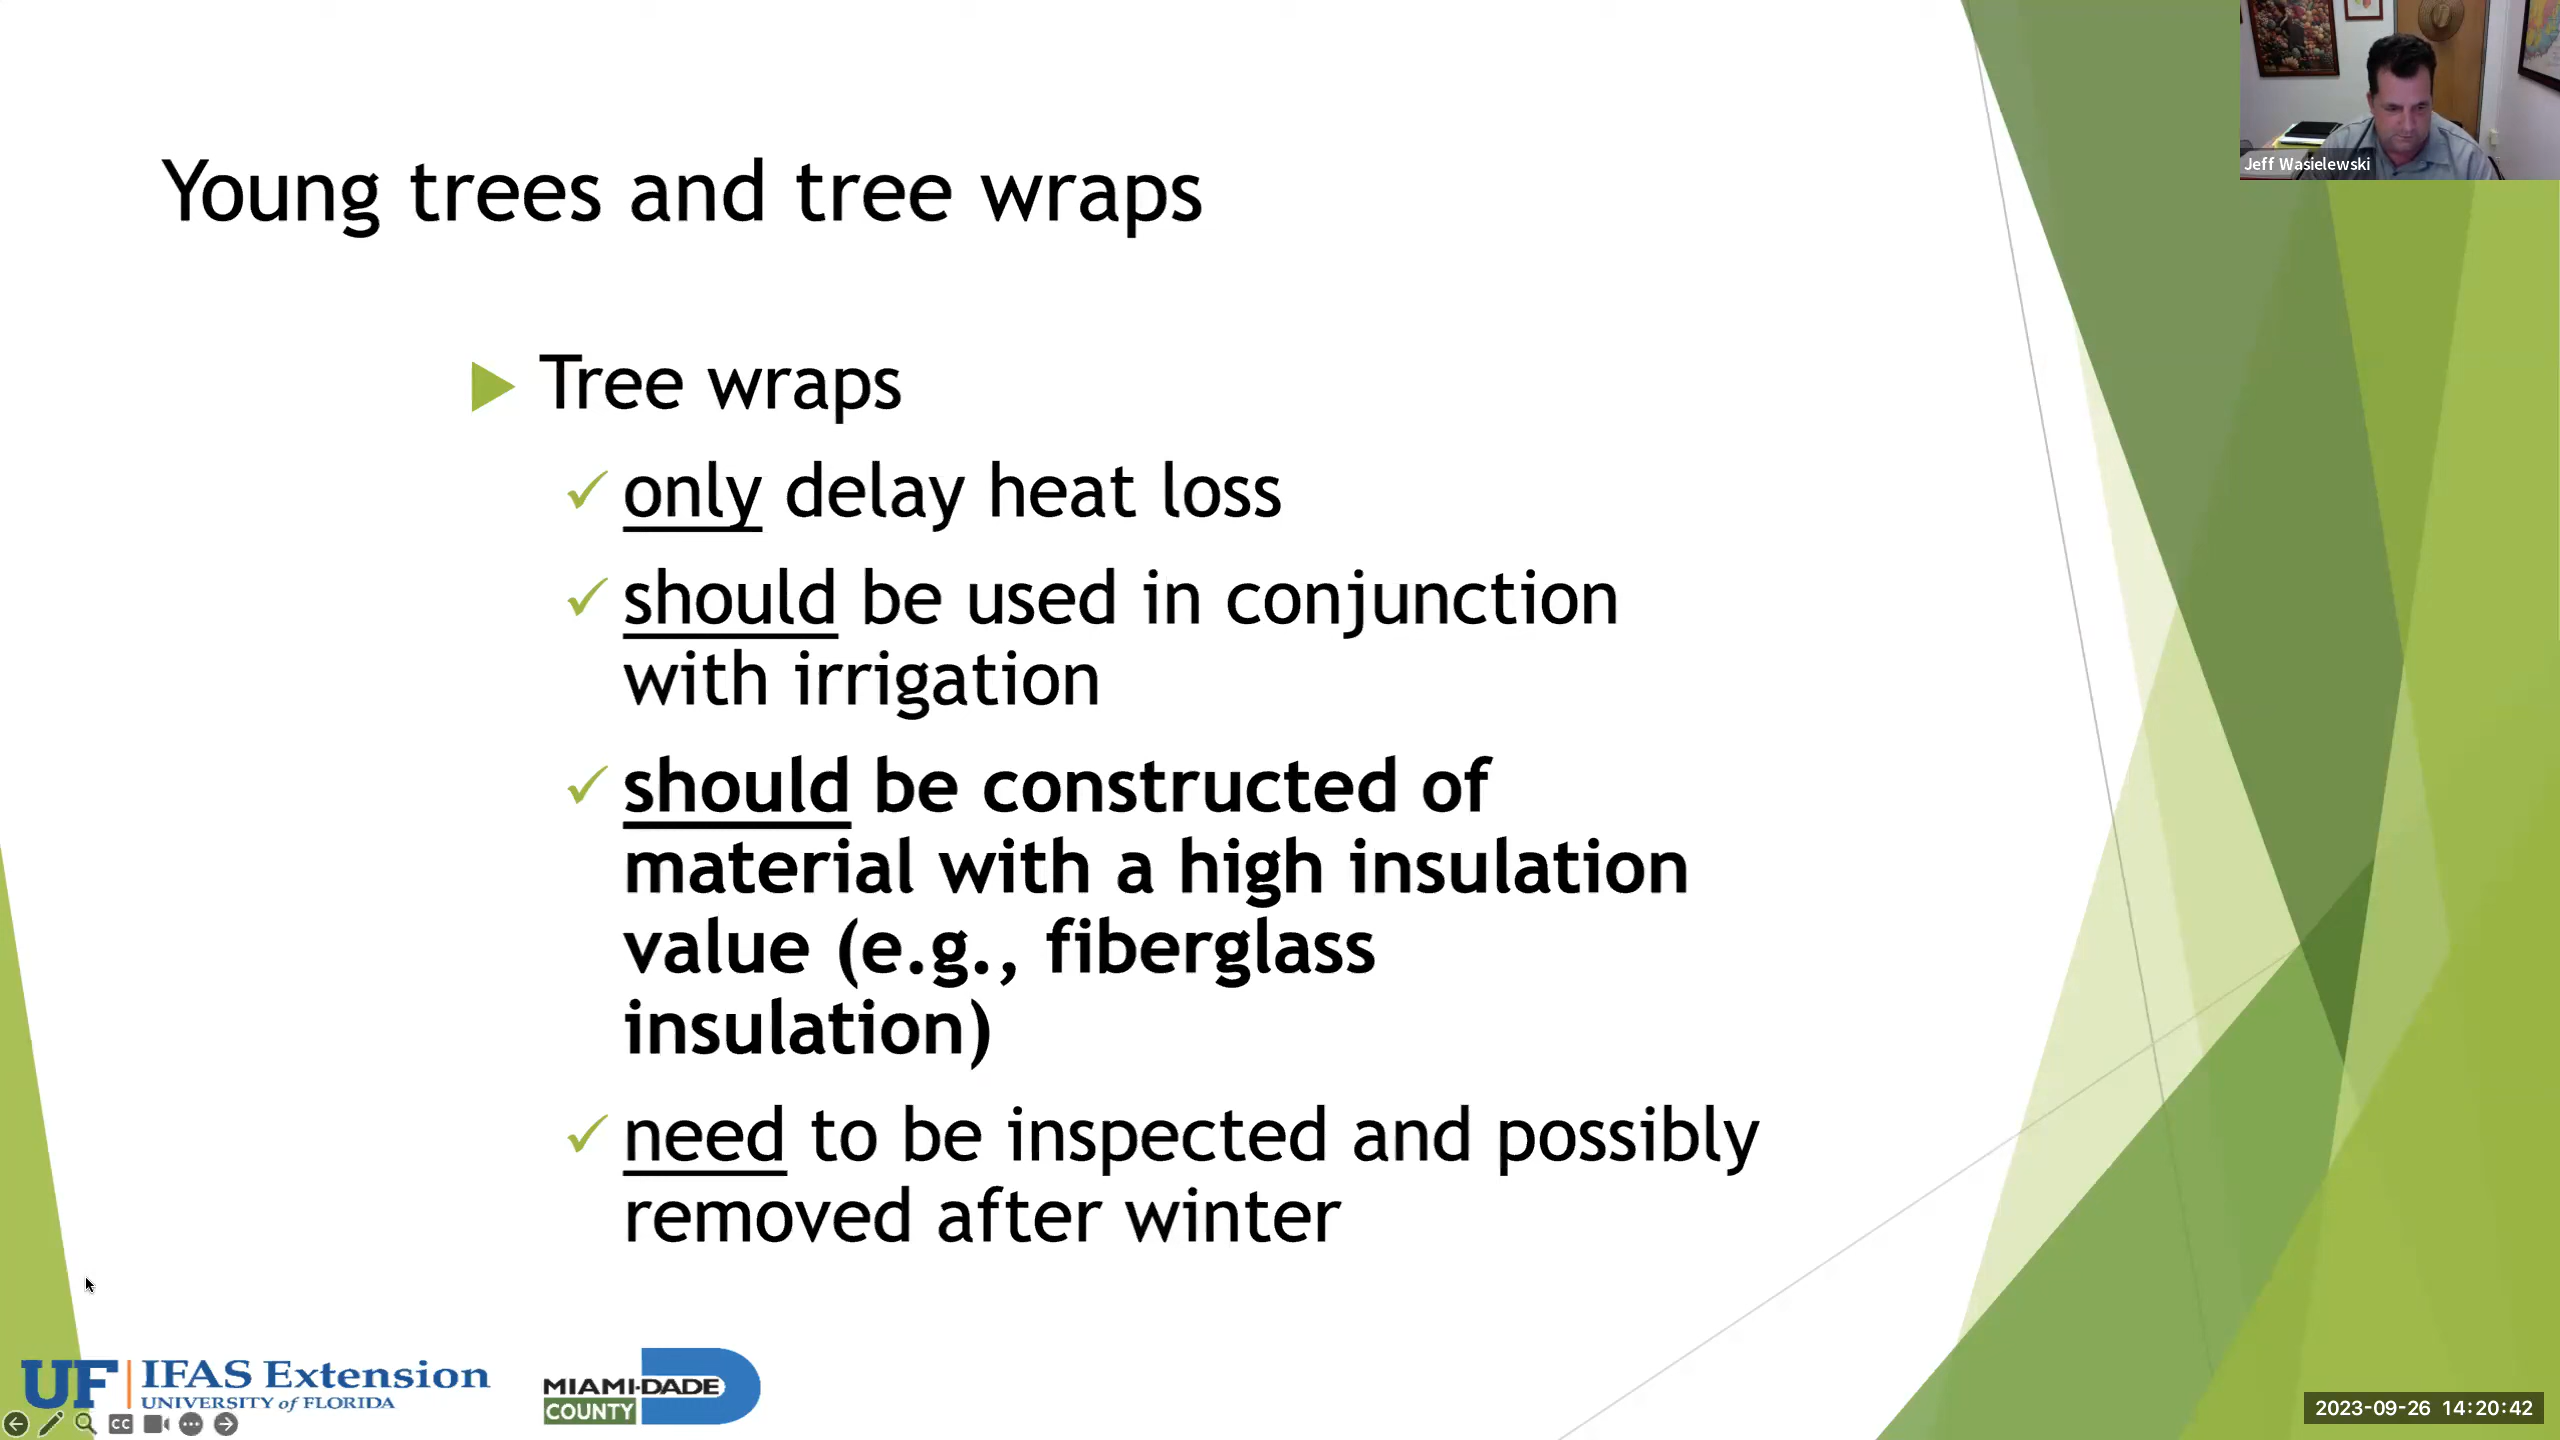 Jeff Wasielewski
Young trees and tree wraps
Tree wraps
only delay heat loss
should be used in conjunction
with irrigation
should be constructed of
material with a high insulation
value (e.g., fiberglass
insulation)
need to be inspected and possibly
removed after winter
UF IFAS Extension
UNIVERSITY of FLORIDA
MIAMI-DADE
COUNTY
CC
2023-09-26 14:20:42